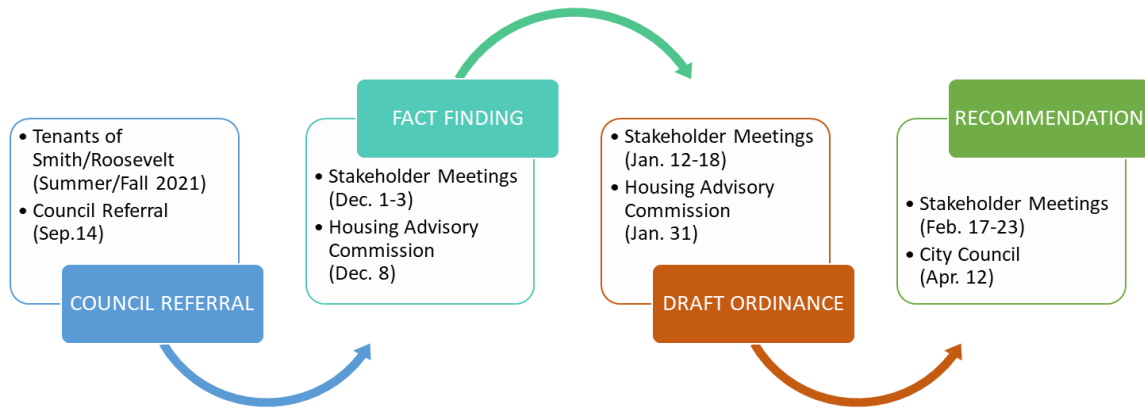 • Tenants of
Smith/Roosevelt
(Summer/Fall 2021)
• Council Referral
(Sep.14)
COUNCIL REFERRAL
FACT FINDING
• Stakeholder Meetings
(Dec. 1-3)
• Housing Advisory
Commission
(Dec. 8)
• Stakeholder Meetings
(Jan. 12-18)
• Housing Advisory
Commission
(Jan. 31)
DRAFT ORDINANCE
RECOMMENDATION
• Stakeholder Meetings
(Feb. 17-23)
• City Council
(Apr. 12)